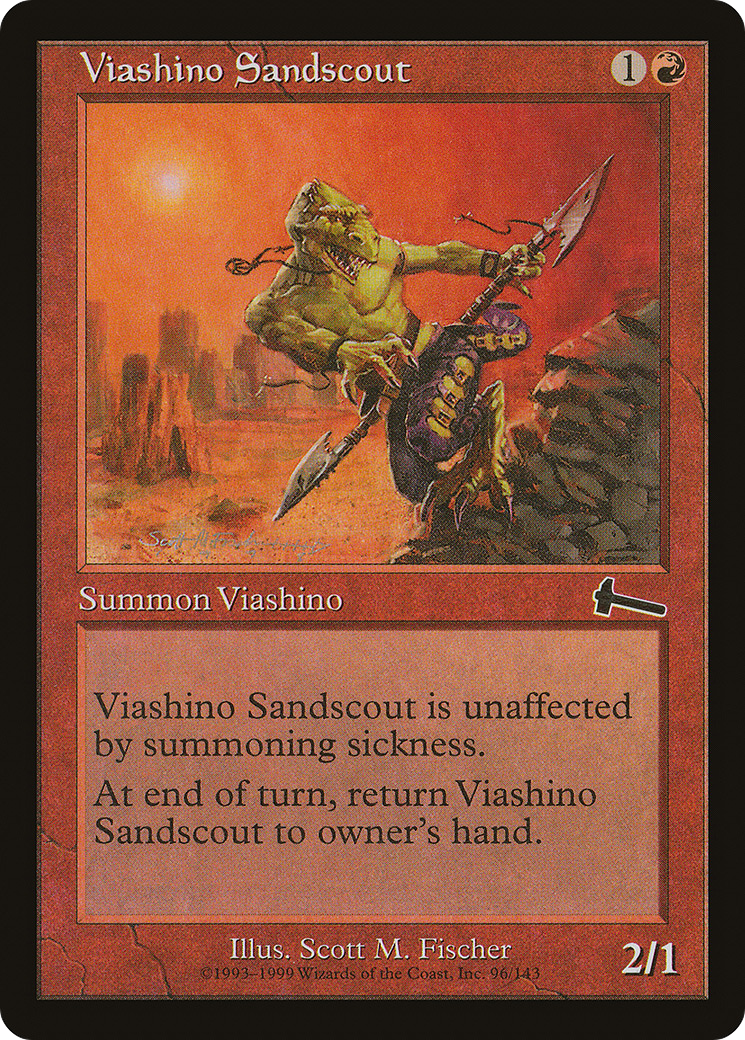 Viashino Sandscout 1
Summon Viashino
Viashino Sandscout is unaffected
by summoning sickness.
At end of turn, return Viashino
Sandscout to owner's hand.
Illus. Scott M. Fischer
©1993–1999 Wizards of the Coast, Inc. 96/143
2/1